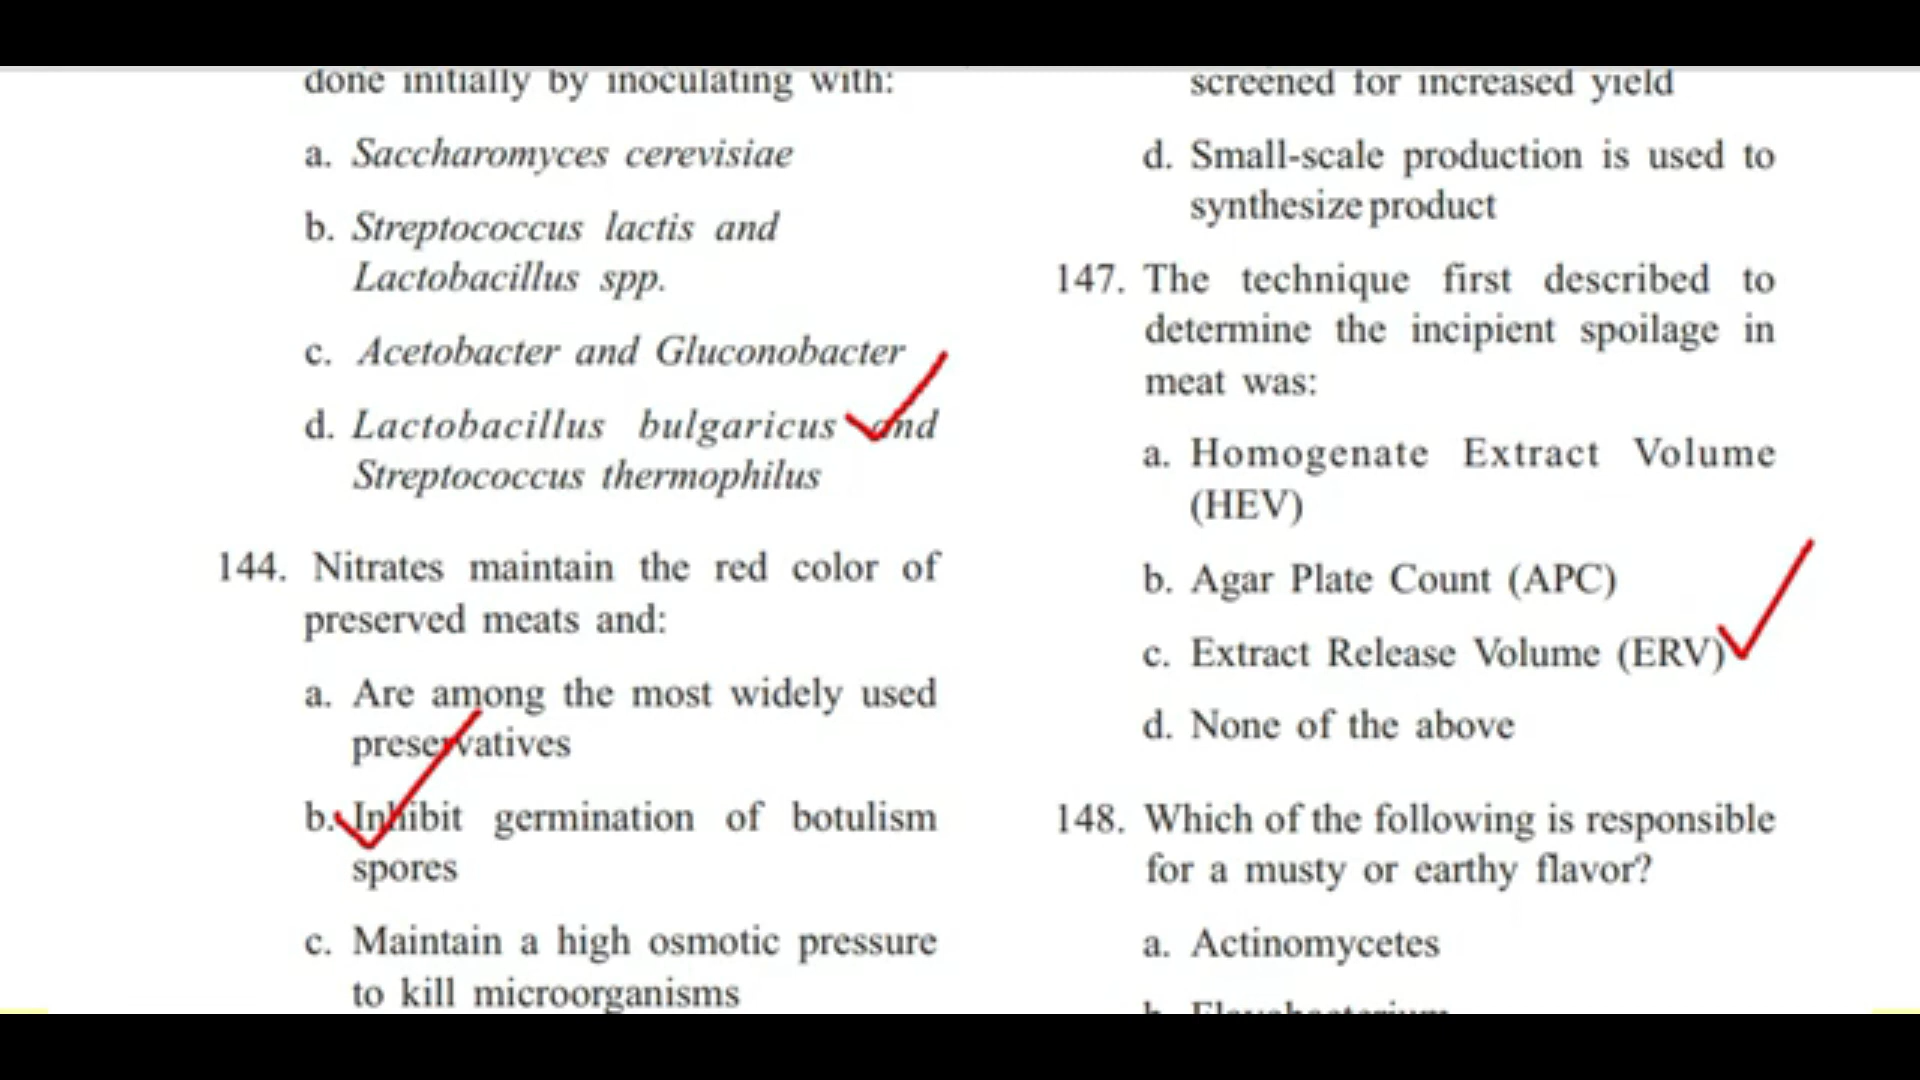 done initially by inoculating with:
a. Saccharomyces cerevisiae
b. Streptococcus lactis and
Lactobacillus spp.
c. Acetobacter and Gluconobacter
d. Lactobacillus bulgaricus and
Streptococcus thermophilus
144. Nitrates maintain the red color of
preserved meats and:
a. Are among the most widely used
preservatives
b. Inhibit germination of botulism
spores
c. Maintain a high osmotic pressure
to kill microorganisms
screened for increased yield
d. Small-scale production is used to
synthesize product
147. The technique first described to
determine the incipient spoilage in
meat was:
a. Homogenate Extract Volume
(HEV)
b. Agar Plate Count (APC)
c. Extract Release Volume (ERV)
d. None of the above
148. Which of the following is responsible
for a musty or earthy flavor?
a. Actinomycetes
b. Flavobacterium